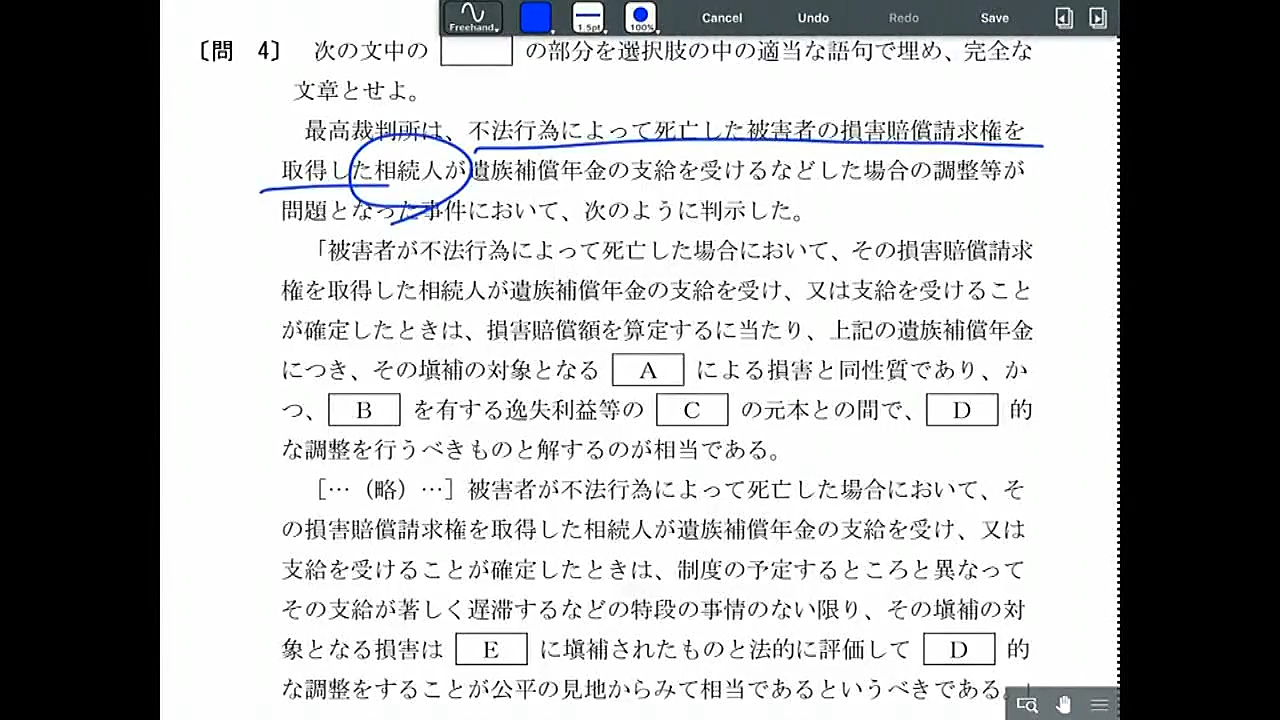 Freehand
1.5pt
100%
Cancel
Undo
Redo
Save
〔問 4〕 次の文中の の部分を選択肢の中の適当な語句で埋め、完全な
文章とせよ。
最高裁判所は、不法行為によって死亡した被害者の損害賠償請求権を
取得した相続人が遺族補償年金の支給を受けるなどした場合の調整等が
問題となった事件において、次のように判示した。
「被害者が不法行為によって死亡した場合において、その損害賠償請求
権を取得した相続人が遺族補償年金の支給を受け、又は支給を受けること
が確定したときは、損害賠償額を算定するに当たり、上記の遺族補償年金
につき、その塡補の対象となる A による損害と同性質であり、か
つ、 B を有する逸失利益等の C の元本との間で、 D 的
な調整を行うべきものと解するのが相当である。
[…（略）…] 被害者が不法行為によって死亡した場合において、そ
の損害賠償請求権を取得した相続人が遺族補償年金の支給を受け、又は
支給を受けることが確定したときは、制度の予定するところと異なって
その支給が著しく遅滞するなどの特段の事情のない限り、その塡補の対
象となる損害は E に塡補されたものと法的に評価して D 的
な調整をすることが公平の見地からみて相当であるというべきである。